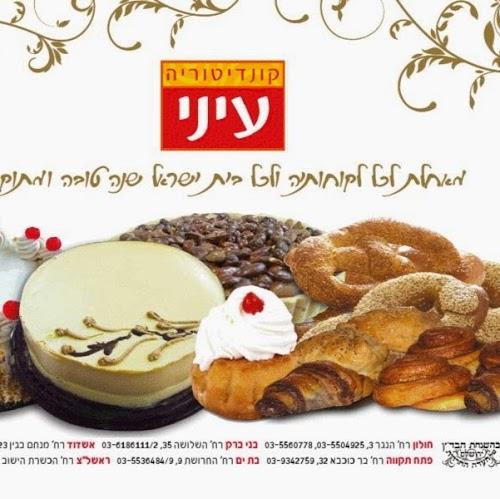 קונדיטוריה
עיני
מאחלת לכל לקוחותיה ולכל בית ישראל שנה טובה ומתוקה
חולון רח' הנגר 3, 03-5504925, 03-5560778 בני ברק רח' השלושה 35, 03-6186111/2 אשדוד רח' מנחם בגין 23
פתח תקווה רח' בר כוכבא 32, 03-9342759 בת ים רח' החרושת 9, 03-5536484/9 ראשל"צ רח' הכשרת הישוב
בהשגחת הבד"ץ